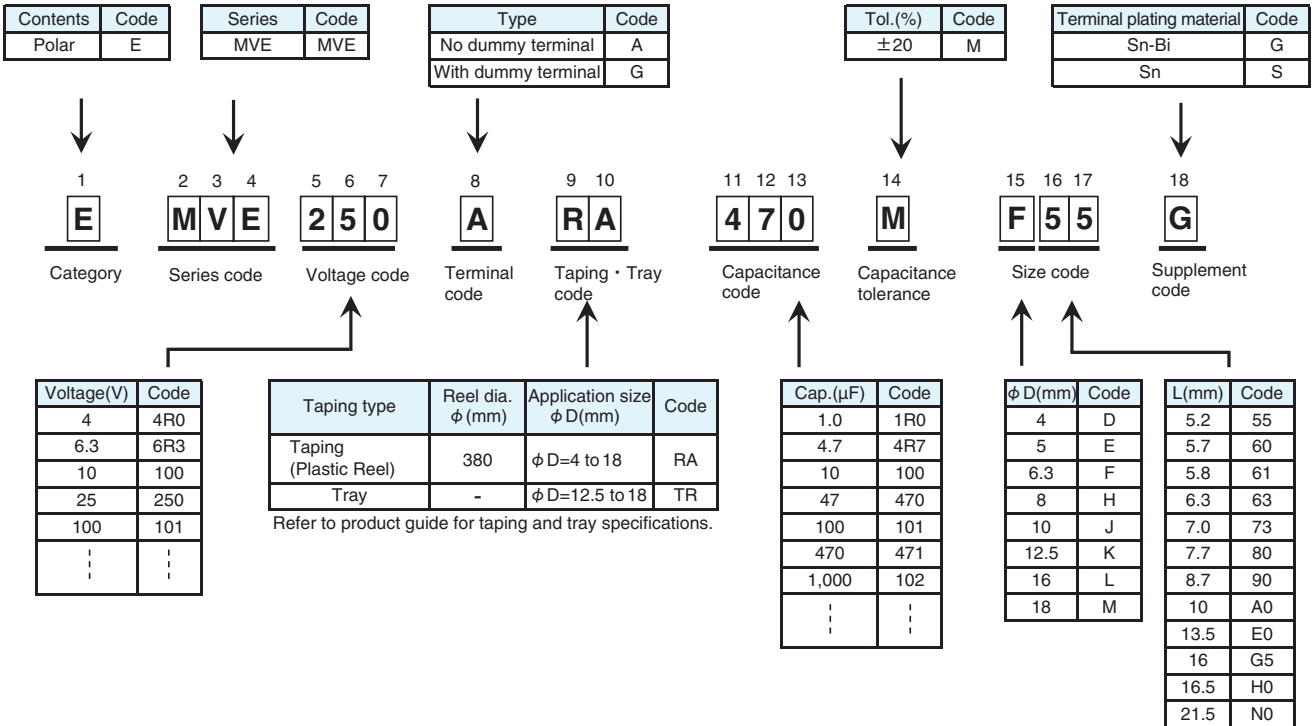 Contents Code
Polar E
Series Code
MVE MVE
Type Code
No dummy terminal A
With dummy terminal G
Tol.(%) Code
±20 M
Terminal plating material Code
Sn-Bi G
Sn S
1 2 3 4 5 6 7 8 9 10 11 12 13 14 15 16 17 18
E MVE 250 A RA 470 M F 55 G
Category
Series code
Voltage code
Terminal
code
Taping・Tray
code
Capacitance
code
Capacitance
tolerance
Size code
Supplement
code
Voltage(V) Code
4 4R0
6.3 6R3
10 100
25 250
100 101
Taping type Reel dia. φ(mm) Application size φD(mm) Code
Taping (Plastic Reel) 380 φD=4 to 18 RA
Tray - φD=12.5 to 18 TR
Refer to product guide for taping and tray specifications.
Cap.(μF) Code
1.0 1R0
4.7 4R7
10 100
47 470
100 101
470 471
1,000 102
φD(mm) Code
4 D
5 E
6.3 F
8 H
10 J
12.5 K
16 L
18 M
L(mm) Code
5.2 55
5.7 60
5.8 61
6.3 63
7.0 73
7.7 80
8.7 90
10 A0
13.5 E0
16 G5
16.5 H0
21.5 N0